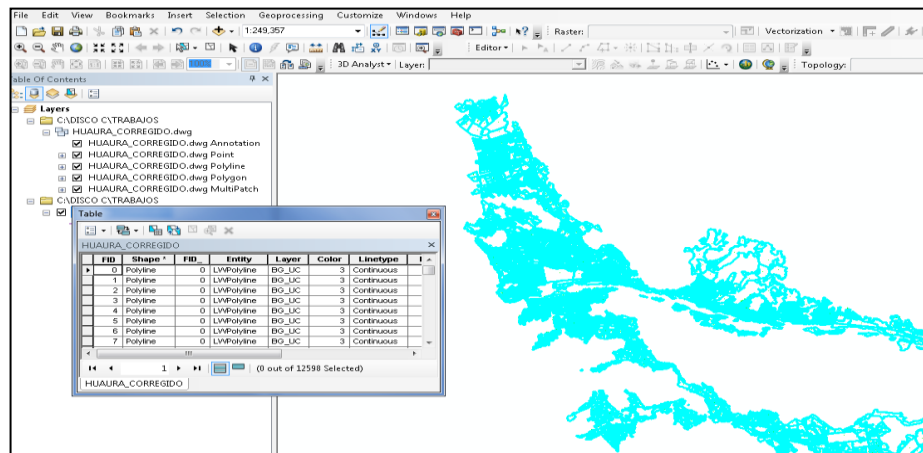 File Edit View Bookmarks Insert Selection Geoprocessing Customize Windows Help
1:249,357 Raster: Vectorization
Editor
100% 3D Analyst Layer: Topology:
able Of Contents
Layers
C:\DISCO C\TRABAJOS
HUAURA_CORREGIDO.dwg
HUAURA_CORREGIDO.dwg Annotation
HUAURA_CORREGIDO.dwg Point
HUAURA_CORREGIDO.dwg Polyline
HUAURA_CORREGIDO.dwg Polygon
HUAURA_CORREGIDO.dwg MultiPatch
C:\DISCO C\TRABAJOS
Table
HUAURA_CORREGIDO
FID Shape * FID_ Entity Layer Color Linetype
0 Polyline 0 LWPolyline BG_UC 3 Continuous
1 Polyline 0 LWPolyline BG_UC 3 Continuous
2 Polyline 0 LWPolyline BG_UC 3 Continuous
3 Polyline 0 LWPolyline BG_UC 3 Continuous
4 Polyline 0 LWPolyline BG_UC 3 Continuous
5 Polyline 0 LWPolyline BG_UC 3 Continuous
6 Polyline 0 LWPolyline BG_UC 3 Continuous
7 Polyline 0 LWPolyline BG_UC 3 Continuous
1 (0 out of 12598 Selected)
HUAURA_CORREGIDO